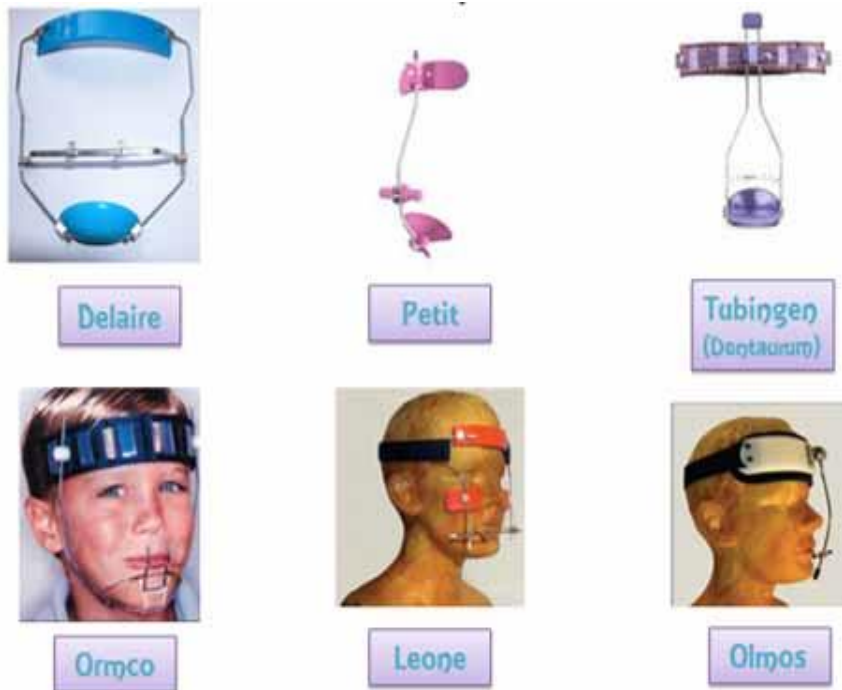 Delaire
Petit
Tubingen
(Dentaurum)
Ormco
Leone
Olmos